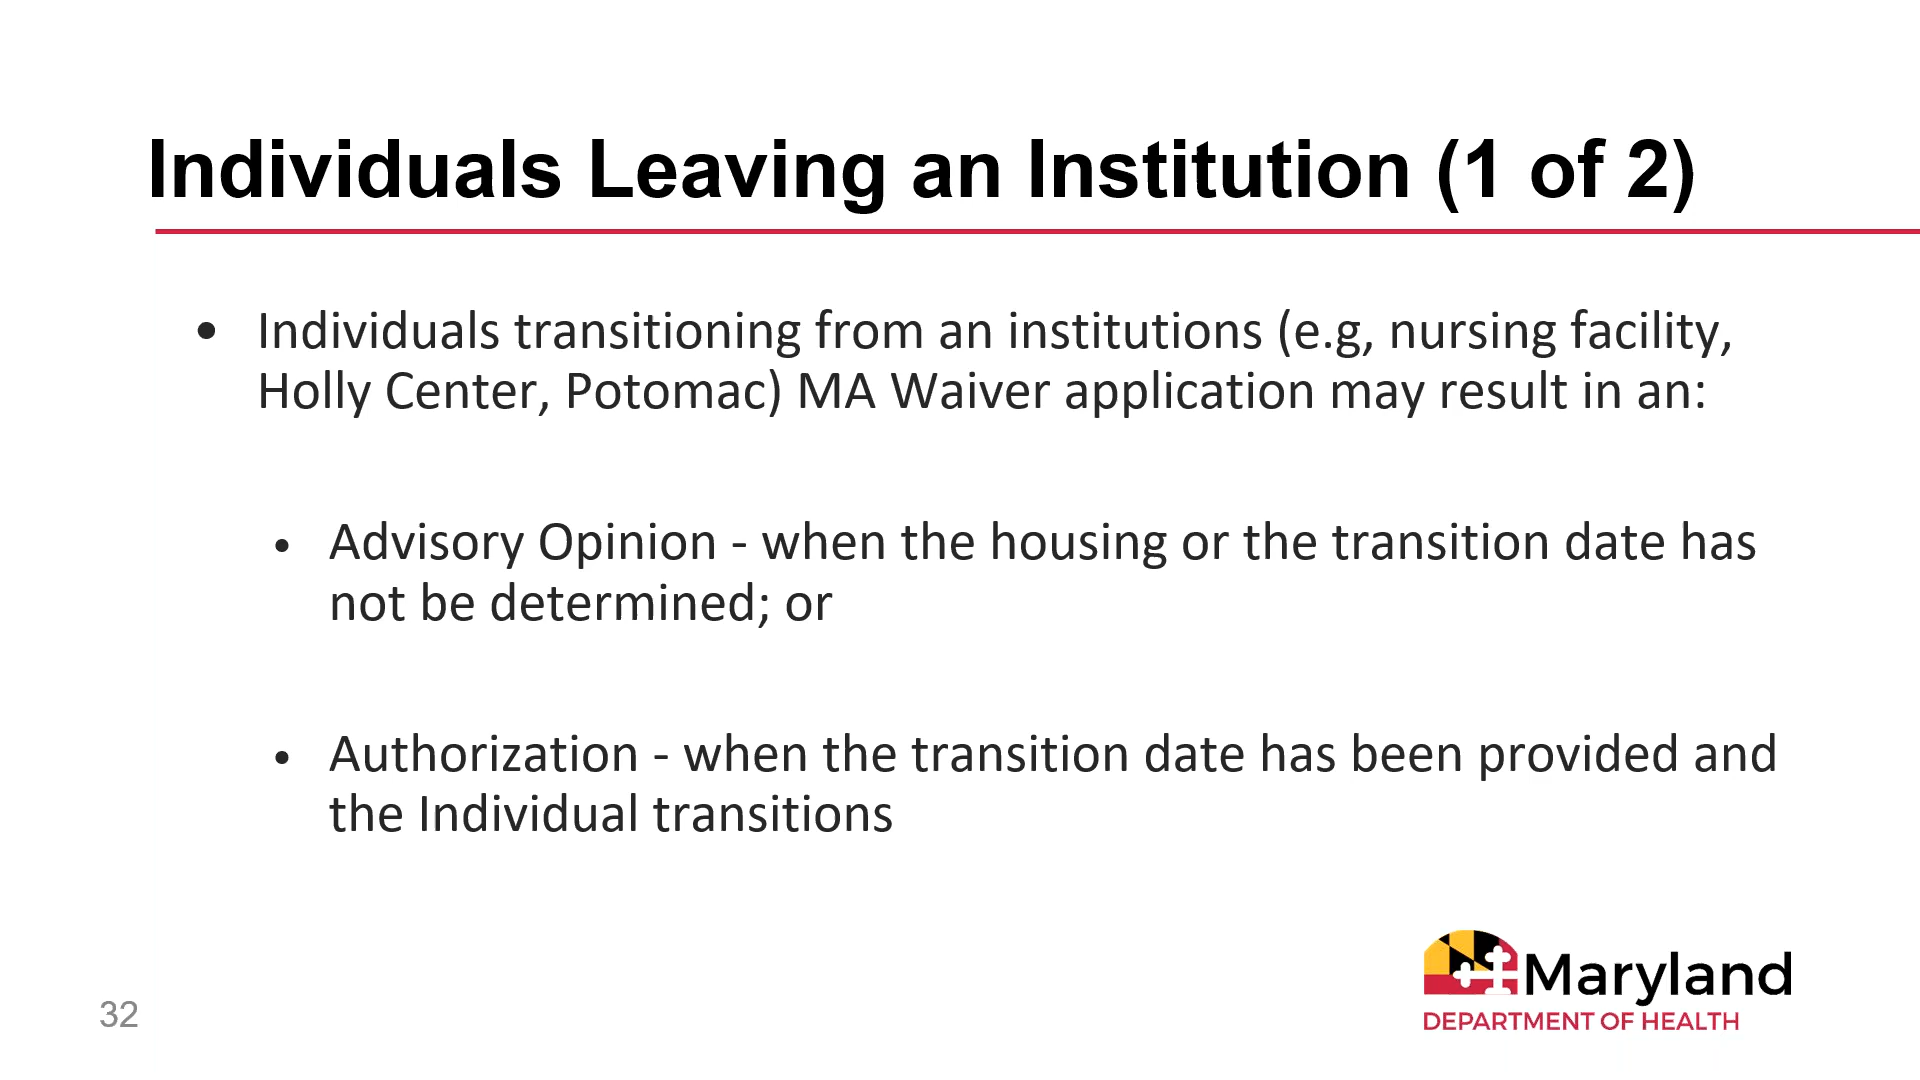 Individuals Leaving an Institution (1 of 2)
• Individuals transitioning from an institutions (e.g, nursing facility,
Holly Center, Potomac) MA Waiver application may result in an:
• Advisory Opinion - when the housing or the transition date has
not be determined; or
• Authorization - when the transition date has been provided and
the Individual transitions
Maryland
DEPARTMENT OF HEALTH
32